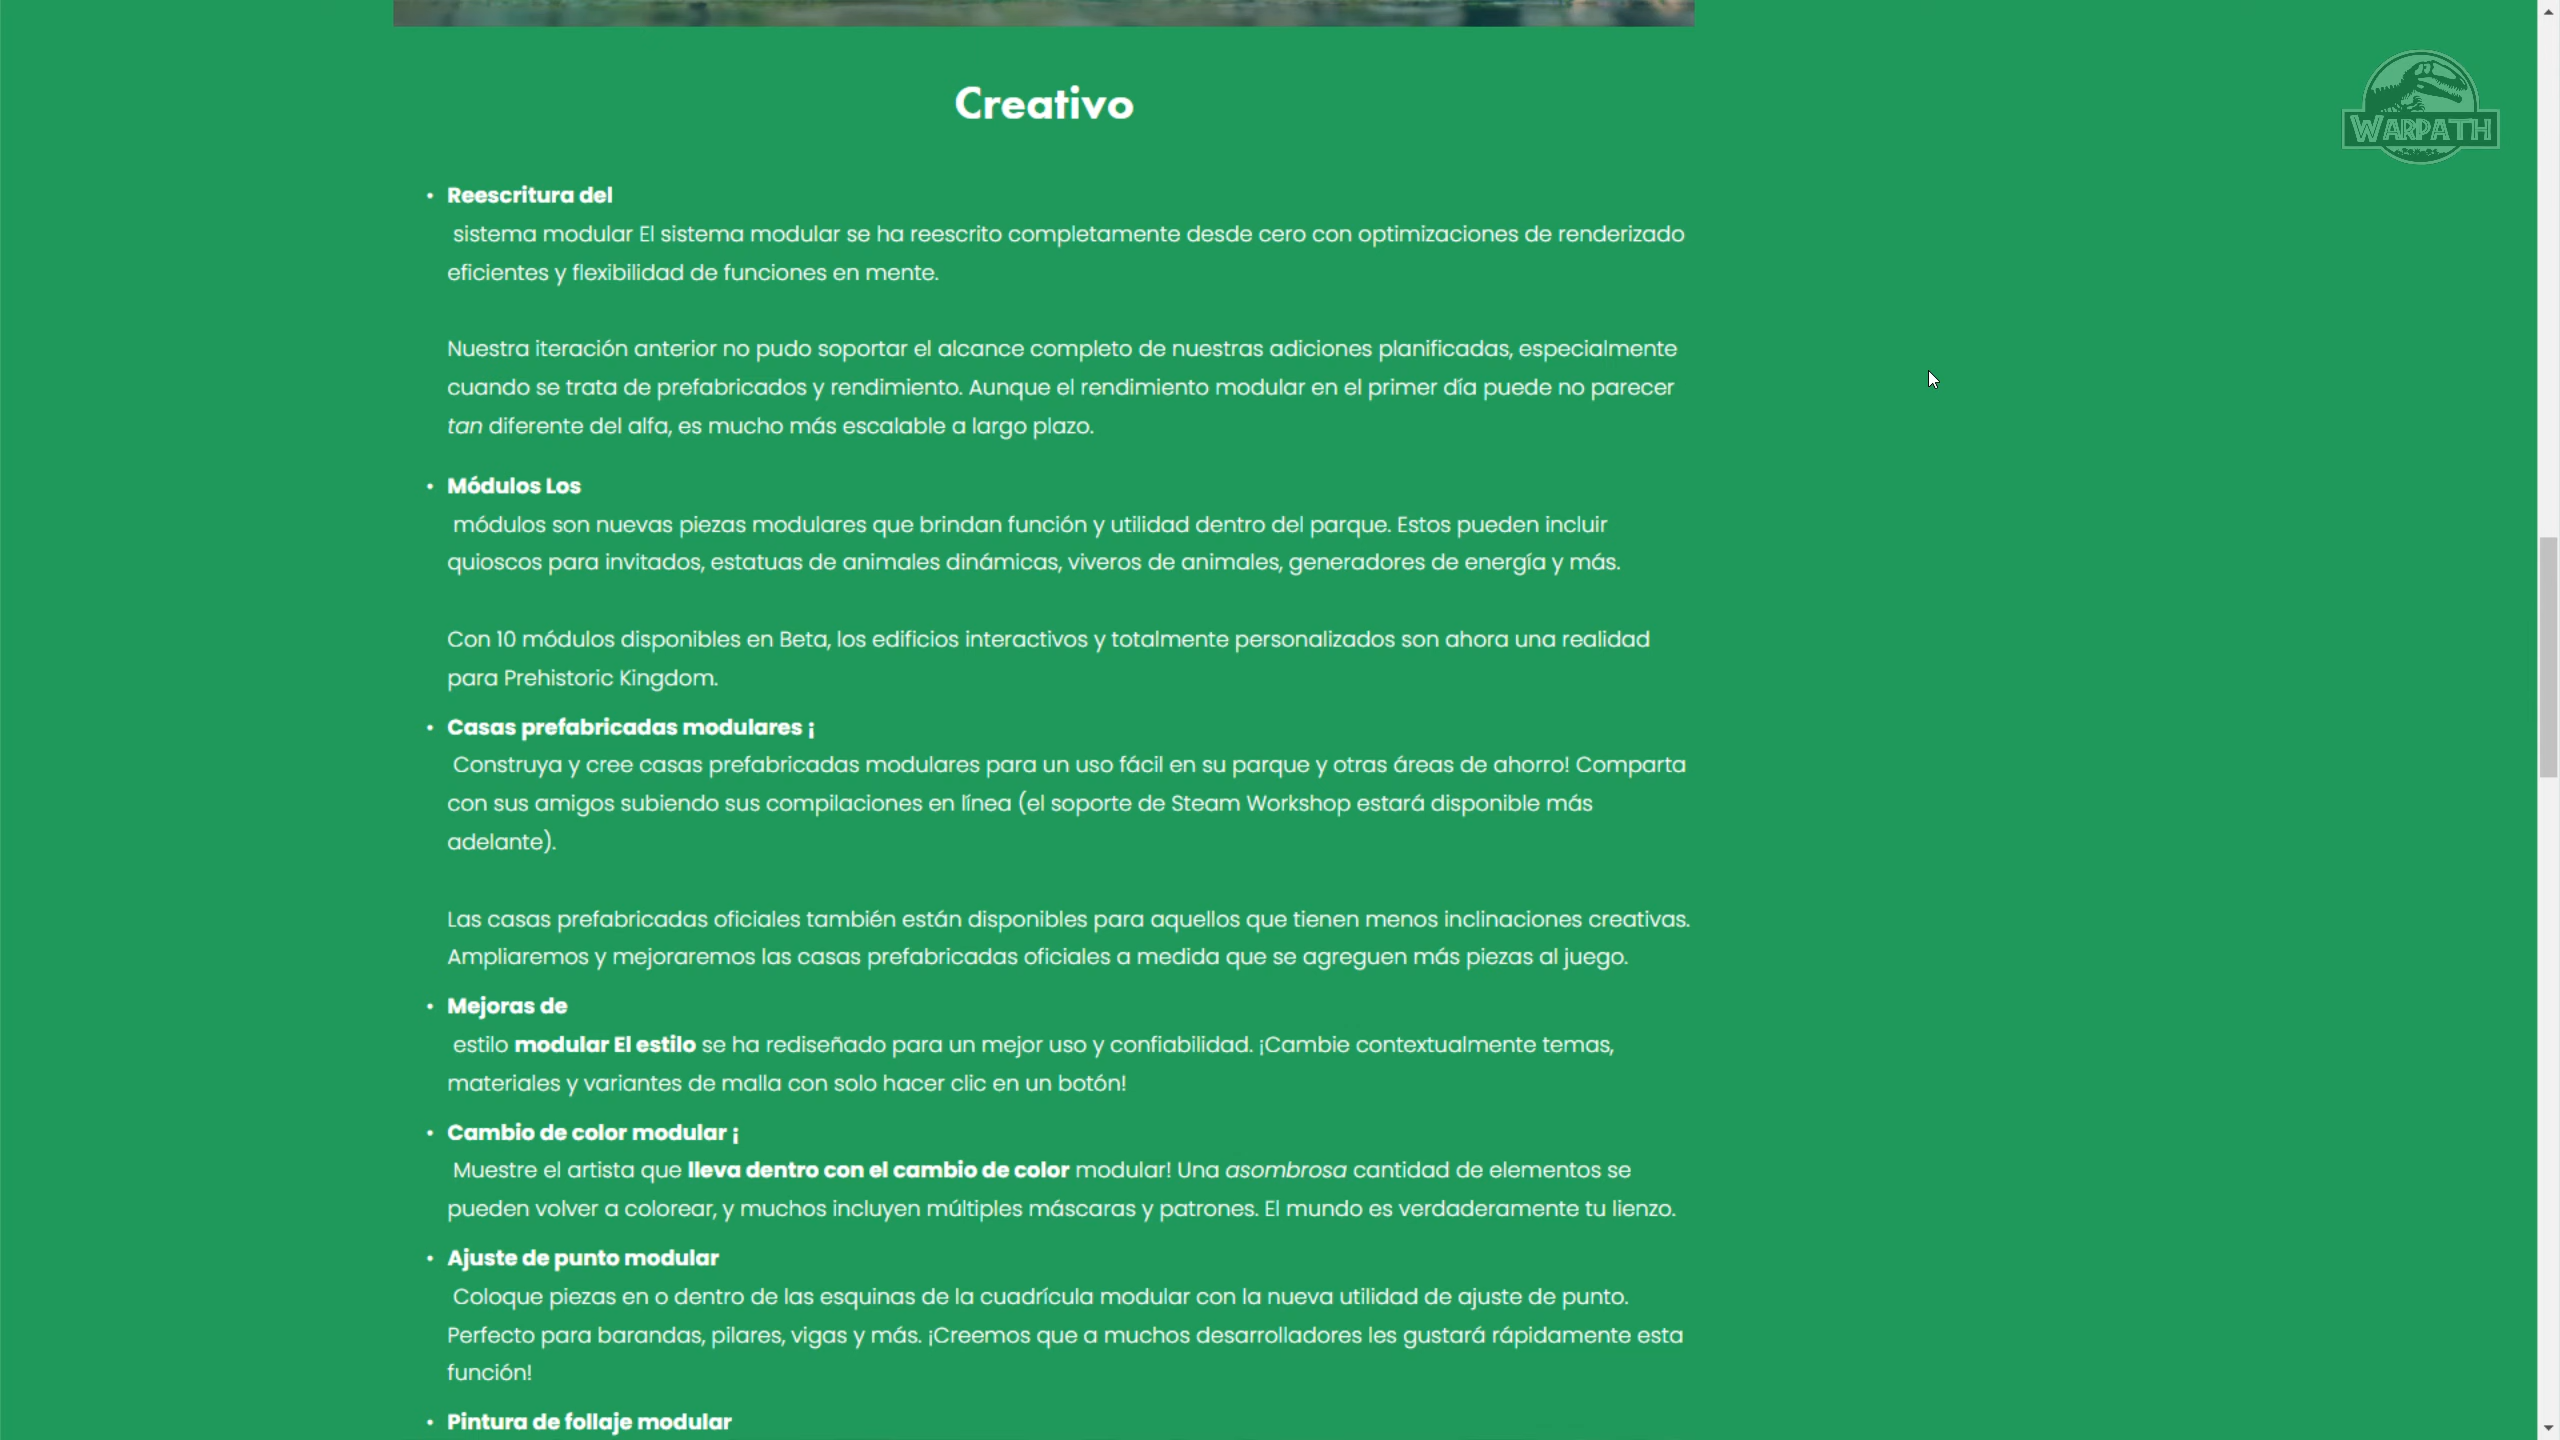 Creativo
WARPATH
• Reescritura del
sistema modular El sistema modular se ha reescrito completamente desde cero con optimizaciones de renderizado
eficientes y flexibilidad de funciones en mente.
Nuestra iteración anterior no pudo soportar el alcance completo de nuestras adiciones planificadas, especialmente
cuando se trata de prefabricados y rendimiento. Aunque el rendimiento modular en el primer día puede no parecer
tan diferente del alfa, es mucho más escalable a largo plazo.
• Módulos Los
módulos son nuevas piezas modulares que brindan función y utilidad dentro del parque. Estos pueden incluir
quioscos para invitados, estatuas de animales dinámicas, viveros de animales, generadores de energía y más.
Con 10 módulos disponibles en Beta, los edificios interactivos y totalmente personalizados son ahora una realidad
para Prehistoric Kingdom.
• Casas prefabricadas modulares ¡
Construya y cree casas prefabricadas modulares para un uso fácil en su parque y otras áreas de ahorro! Comparta
con sus amigos subiendo sus compilaciones en línea (el soporte de Steam Workshop estará disponible más
adelante).
Las casas prefabricadas oficiales también están disponibles para aquellos que tienen menos inclinaciones creativas.
Ampliaremos y mejoraremos las casas prefabricadas oficiales a medida que se agreguen más piezas al juego.
• Mejoras de
estilo modular El estilo se ha rediseñado para un mejor uso y confiabilidad. ¡Cambie contextualmente temas,
materiales y variantes de malla con solo hacer clic en un botón!
• Cambio de color modular ¡
Muestre el artista que lleva dentro con el cambio de color modular! Una asombrosa cantidad de elementos se
pueden volver a colorear, y muchos incluyen múltiples máscaras y patrones. El mundo es verdaderamente tu lienzo.
• Ajuste de punto modular
Coloque piezas en o dentro de las esquinas de la cuadrícula modular con la nueva utilidad de ajuste de punto.
Perfecto para barandas, pilares, vigas y más. ¡Creemos que a muchos desarrolladores les gustará rápidamente esta
función!
• Pintura de follaje modular